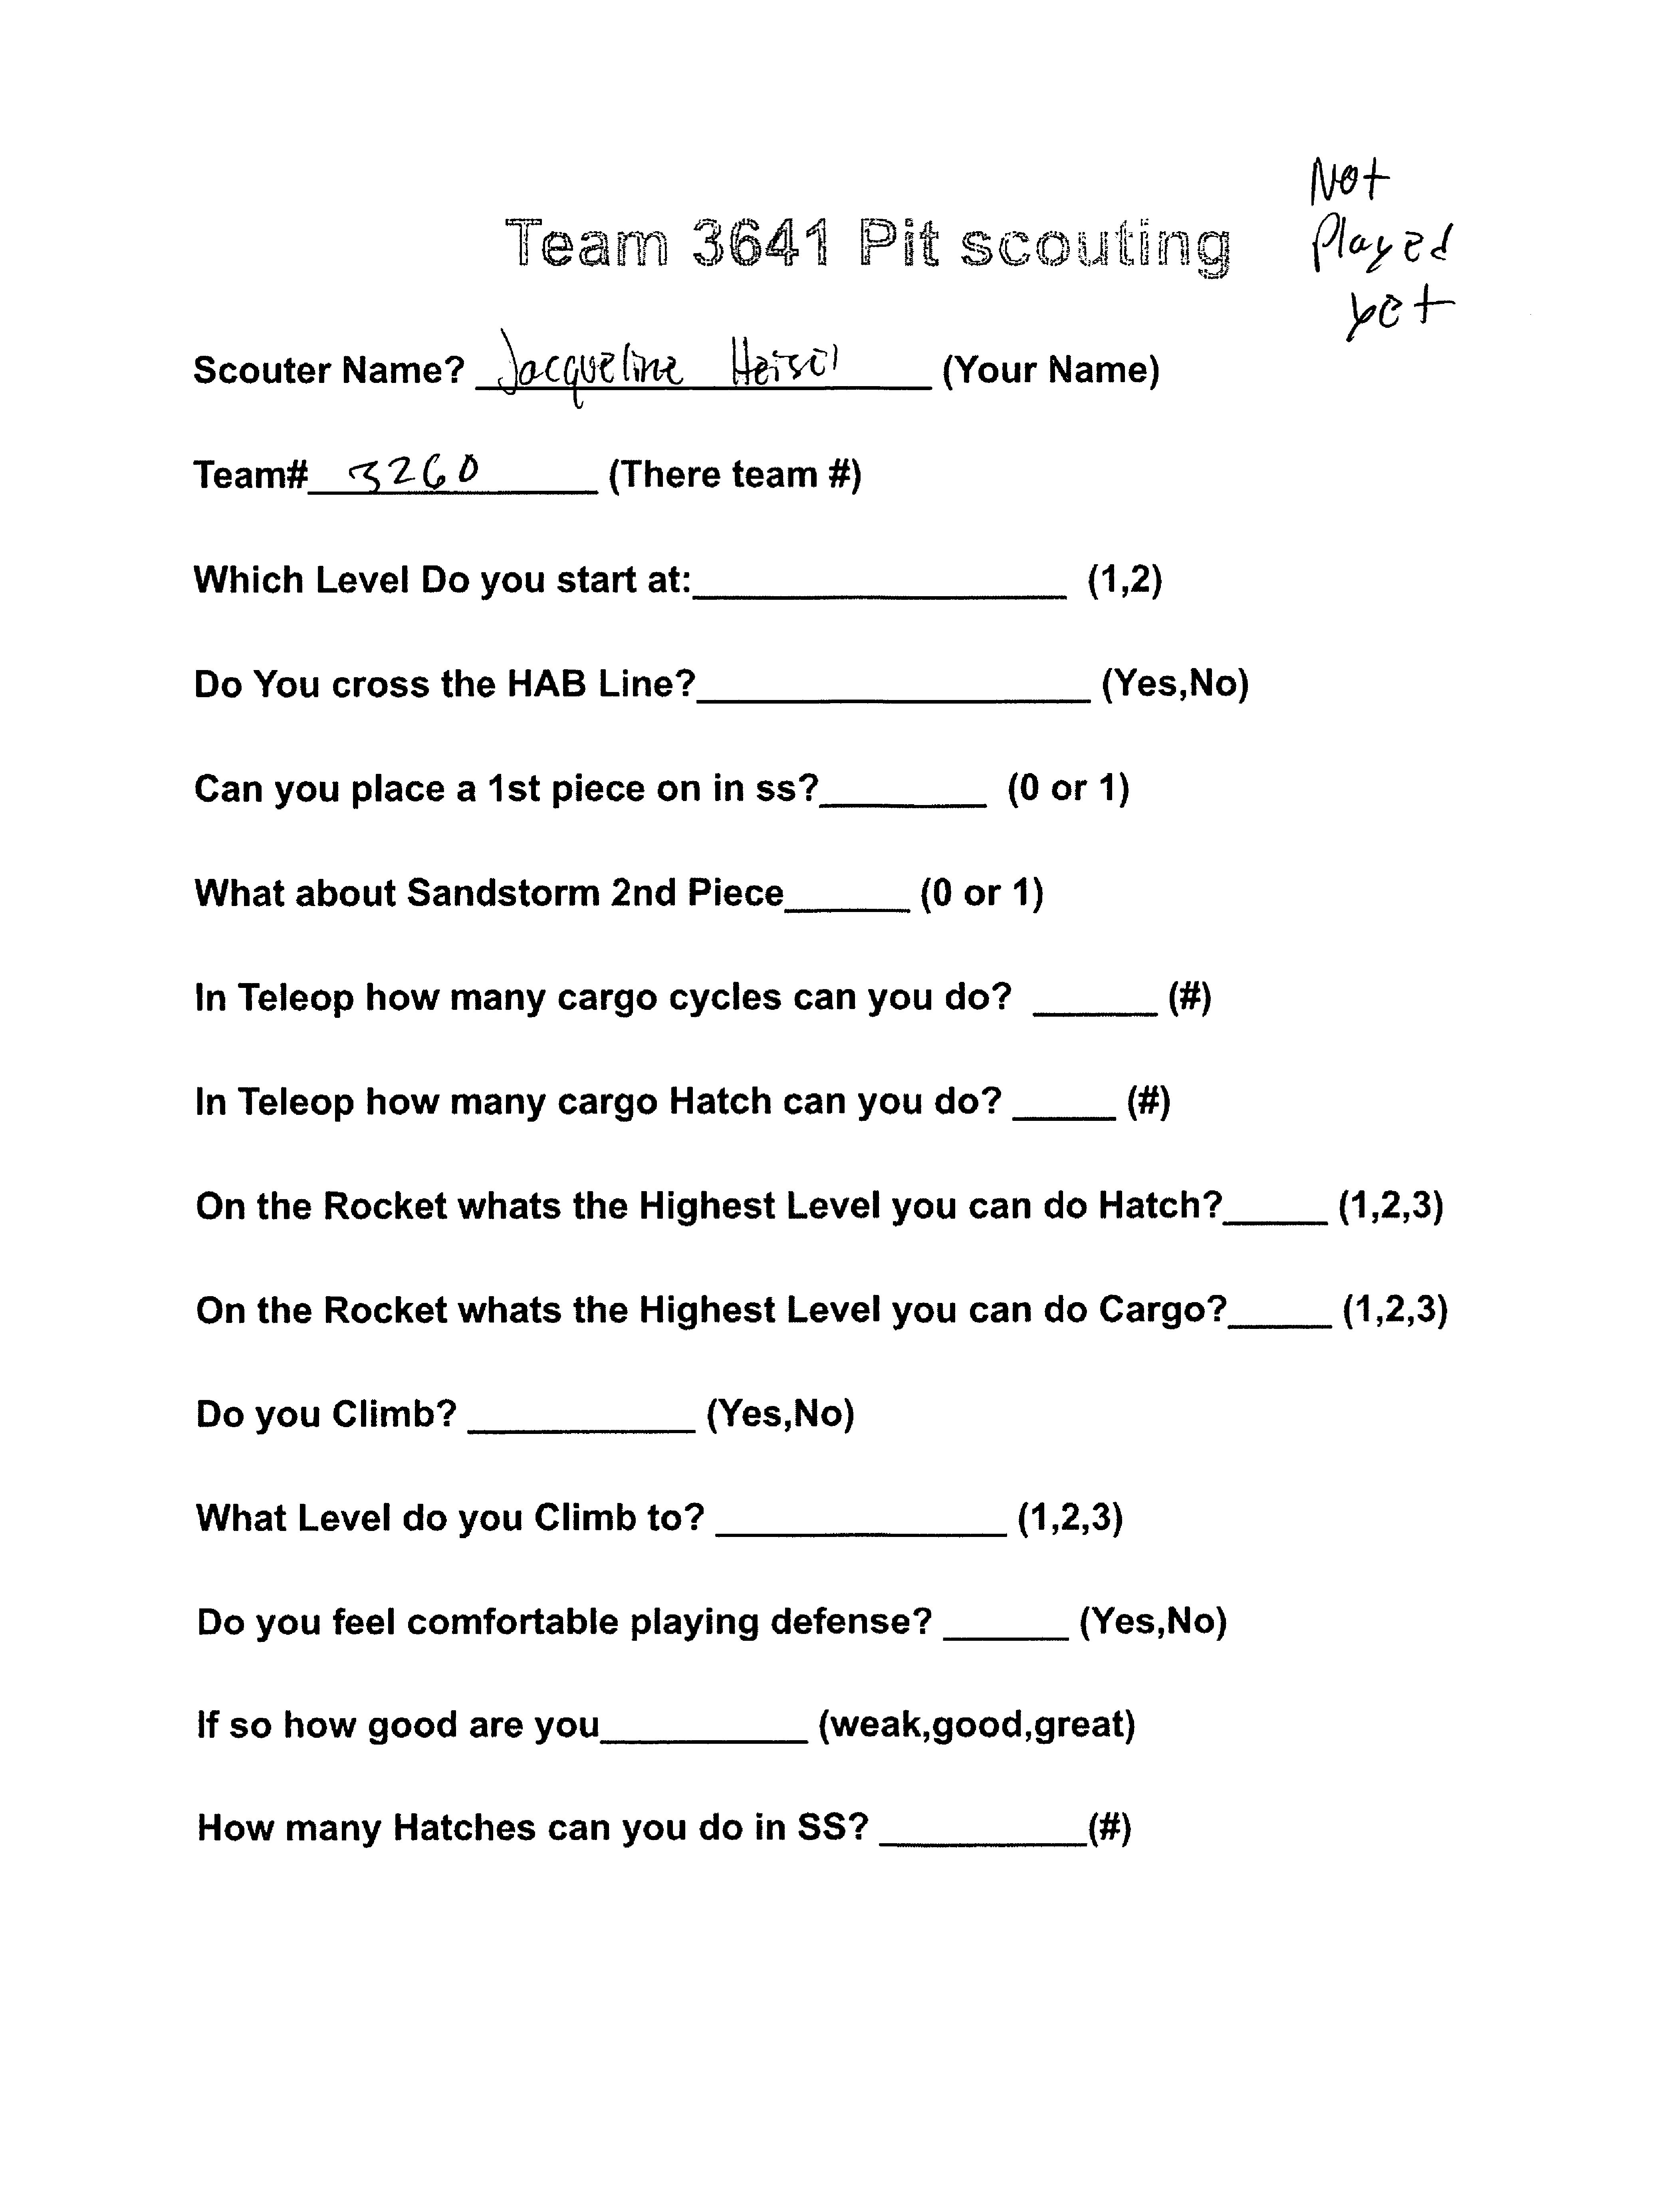 Not
Played
yet
Team 3641 Pit scouting
Scouter Name? Jacqueline Heisel (Your Name)
Team# 3260 (There team #)
Which Level Do you start at:__________________ (1,2)
Do You cross the HAB Line?___________________ (Yes,No)
Can you place a 1st piece on in ss?________ (0 or 1)
What about Sandstorm 2nd Piece______ (0 or 1)
In Teleop how many cargo cycles can you do? ______ (#)
In Teleop how many cargo Hatch can you do? _____ (#)
On the Rocket whats the Highest Level you can do Hatch?_____ (1,2,3)
On the Rocket whats the Highest Level you can do Cargo?_____ (1,2,3)
Do you Climb? ___________ (Yes,No)
What Level do you Climb to? ______________ (1,2,3)
Do you feel comfortable playing defense? ______ (Yes,No)
If so how good are you__________ (weak,good,great)
How many Hatches can you do in SS? __________(#)